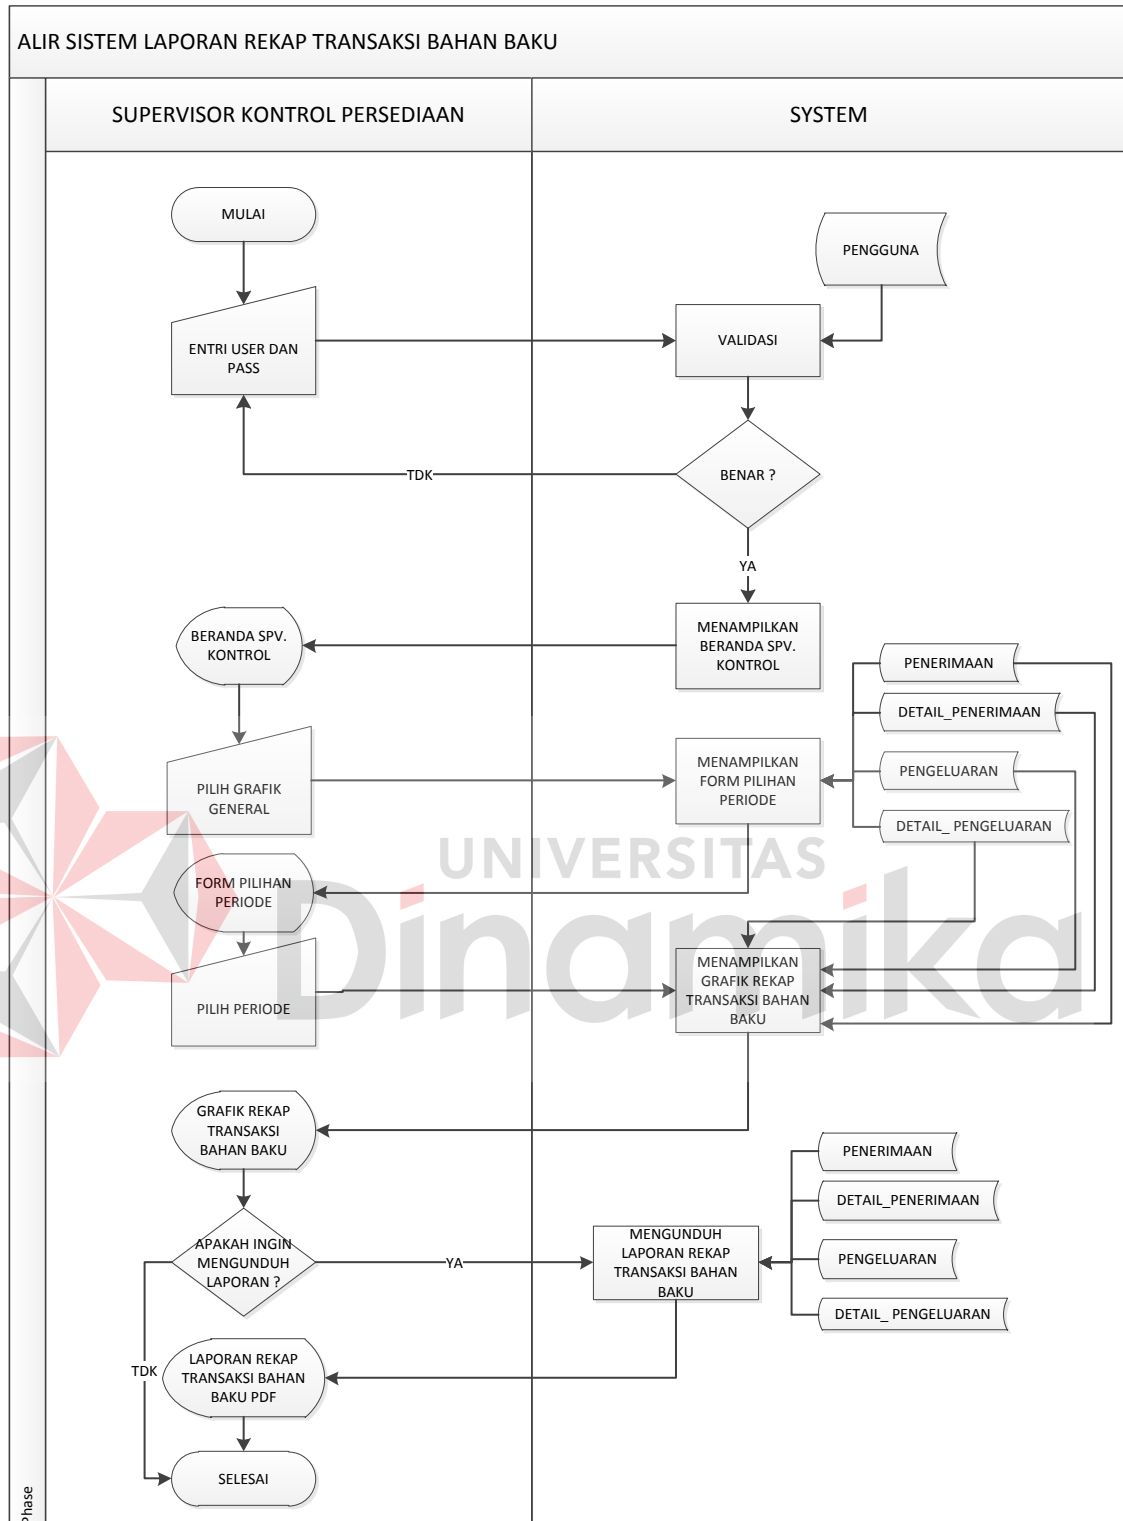 ALIR SISTEM LAPORAN REKAP TRANSAKSI BAHAN BAKU
SUPERVISOR KONTROL PERSEDIAAN
SYSTEM
MULAI
PENGGUNA
ENTRI USER DAN
PASS
VALIDASI
TDK
BENAR ?
YA
BERANDA SPV.
KONTROL
MENAMPILKAN
BERANDA SPV.
KONTROL
PENERIMAAN
DETAIL_PENERIMAAN
PENGELUARAN
DETAIL_ PENGELUARAN
PILIH GRAFIK
GENERAL
MENAMPILKAN
FORM PILIHAN
PERIODE
UNIVERSITAS
Dinamika
FORM PILIHAN
PERIODE
PILIH PERIODE
MENAMPILKAN
GRAFIK REKAP
TRANSAKSI BAHAN
BAKU
GRAFIK REKAP
TRANSAKSI
BAHAN BAKU
PENERIMAAN
DETAIL_PENERIMAAN
PENGELUARAN
DETAIL_ PENGELUARAN
APAKAH INGIN
MENGUNDUH
LAPORAN ?
YA
MENGUNDUH
LAPORAN REKAP
TRANSAKSI BAHAN
BAKU
TDK
LAPORAN REKAP
TRANSAKSI BAHAN
BAKU PDF
SELESAI
Phase